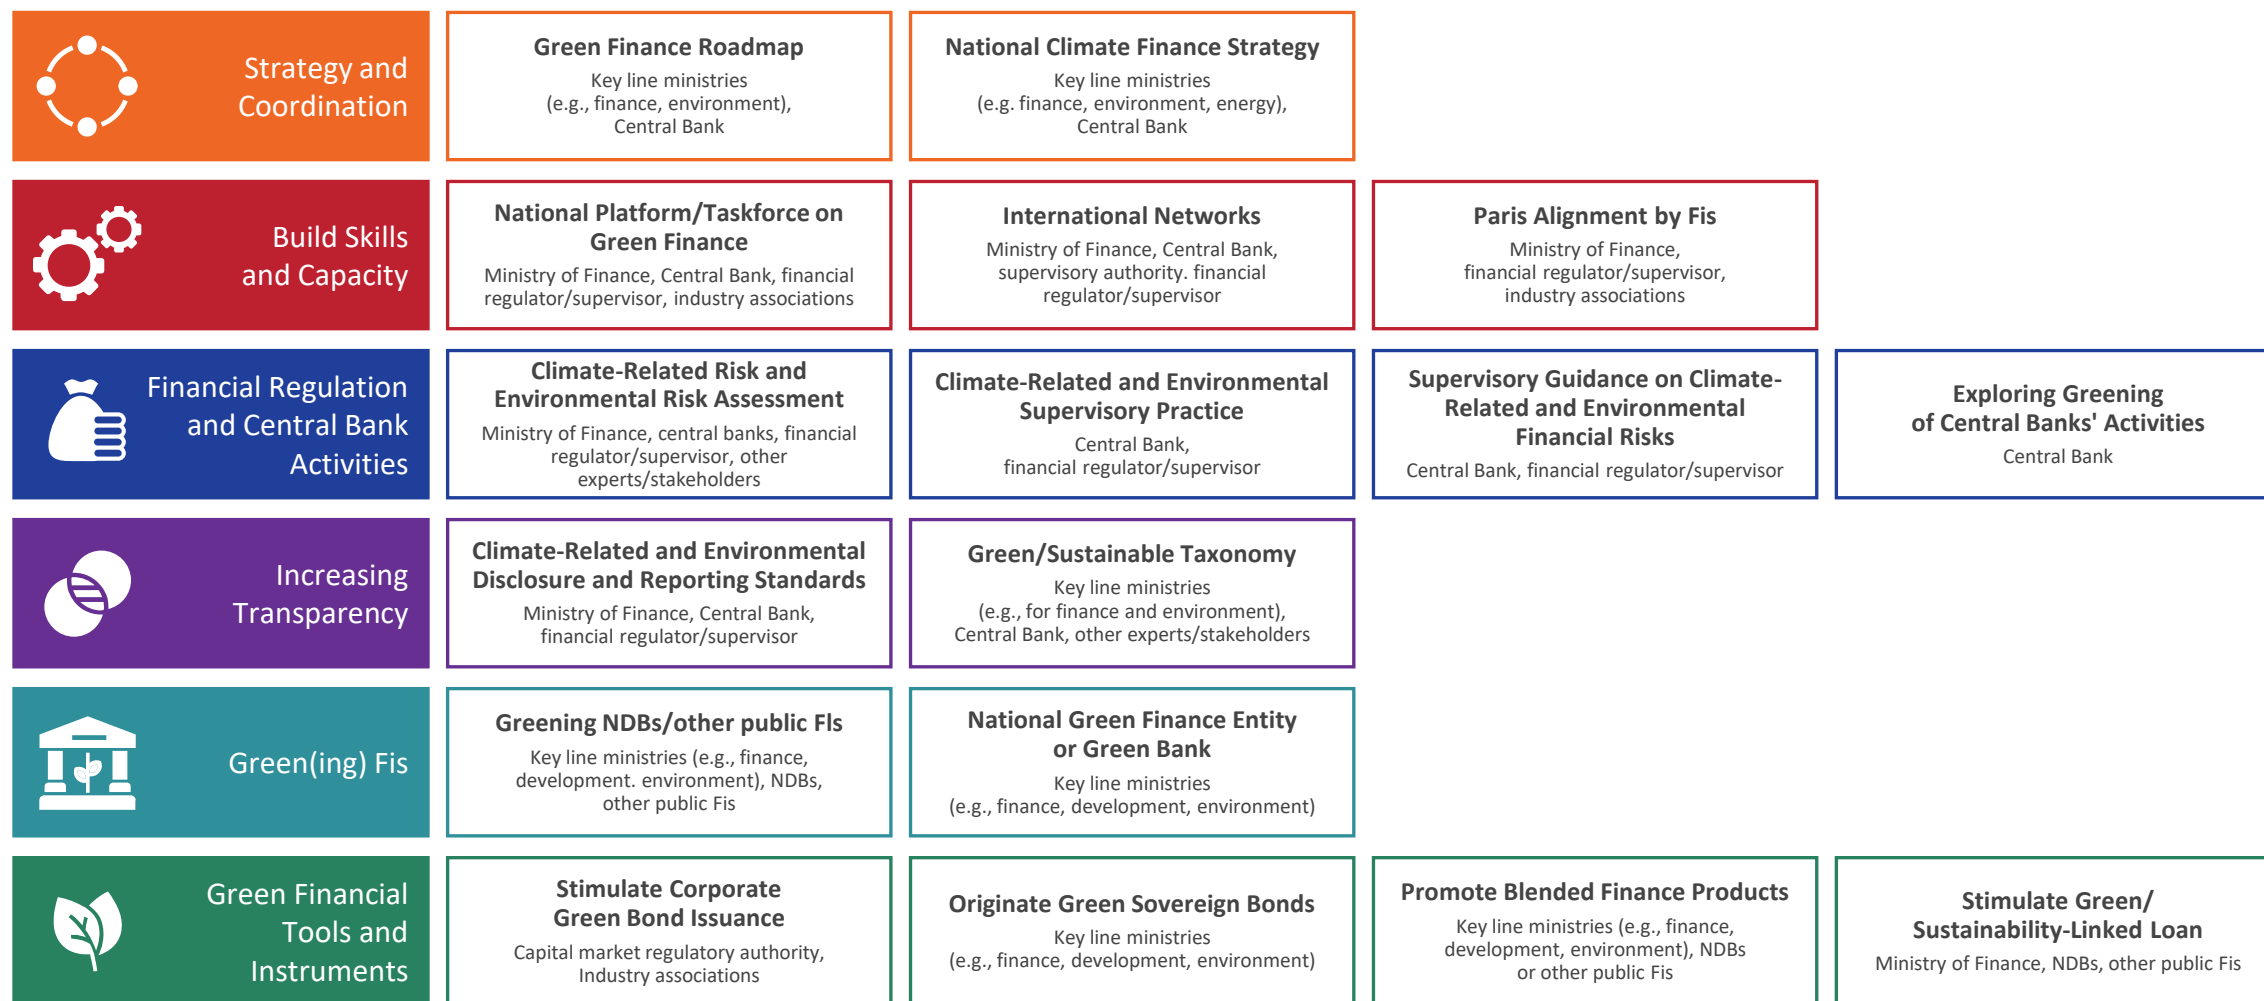 Strategy and
Coordination
Green Finance Roadmap
Key line ministries
(e.g., finance, environment),
Central Bank
National Climate Finance Strategy
Key line ministries
(e.g. finance, environment, energy),
Central Bank
Build Skills
and Capacity
National Platform/Taskforce on
Green Finance
Ministry of Finance, Central Bank, financial
regulator/supervisor, industry associations
International Networks
Ministry of Finance, Central Bank,
supervisory authority. financial
regulator/supervisor
Paris Alignment by Fis
Ministry of Finance,
financial regulator/supervisor,
industry associations
Financial Regulation
and Central Bank
Activities
Climate-Related Risk and
Environmental Risk Assessment
Ministry of Finance, central banks, financial
regulator/supervisor, other
experts/stakeholders
Climate-Related and Environmental
Supervisory Practice
Central Bank,
financial regulator/supervisor
Supervisory Guidance on Climate-
Related and Environmental
Financial Risks
Central Bank, financial regulator/supervisor
Exploring Greening
of Central Banks' Activities
Central Bank
Increasing
Transparency
Climate-Related and Environmental
Disclosure and Reporting Standards
Ministry of Finance, Central Bank,
financial regulator/supervisor
Green/Sustainable Taxonomy
Key line ministries
(e.g., for finance and environment),
Central Bank, other experts/stakeholders
Green(ing) Fis
Greening NDBs/other public Fls
Key line ministries (e.g., finance,
development. environment), NDBs,
other public Fis
National Green Finance Entity
or Green Bank
Key line ministries
(e.g., finance, development, environment)
Green Financial
Tools and
Instruments
Stimulate Corporate
Green Bond Issuance
Capital market regulatory authority,
Industry associations
Originate Green Sovereign Bonds
Key line ministries
(e.g., finance, development, environment)
Promote Blended Finance Products
Key line ministries (e.g., finance,
development, environment), NDBs
or other public Fis
Stimulate Green/
Sustainability-Linked Loan
Ministry of Finance, NDBs, other public Fis